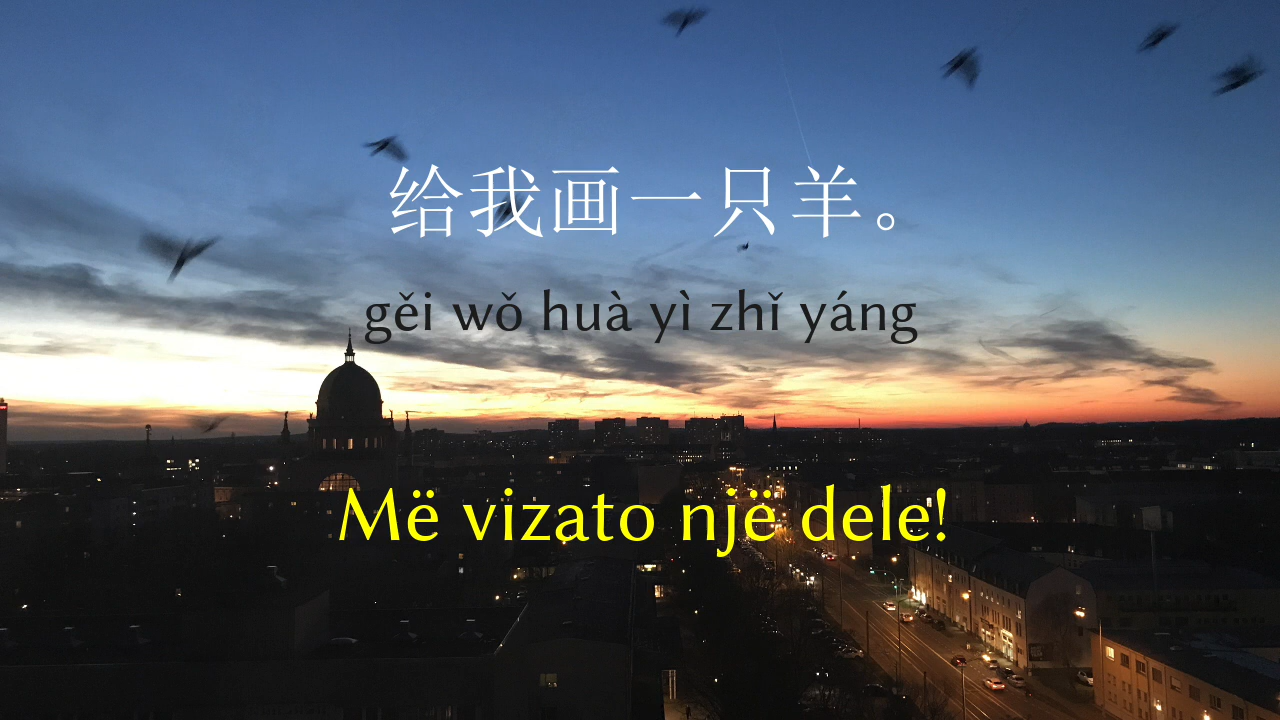 给我画一只羊。
gěi wǒ huà yì zhǐ yáng
Më vizato një dele!